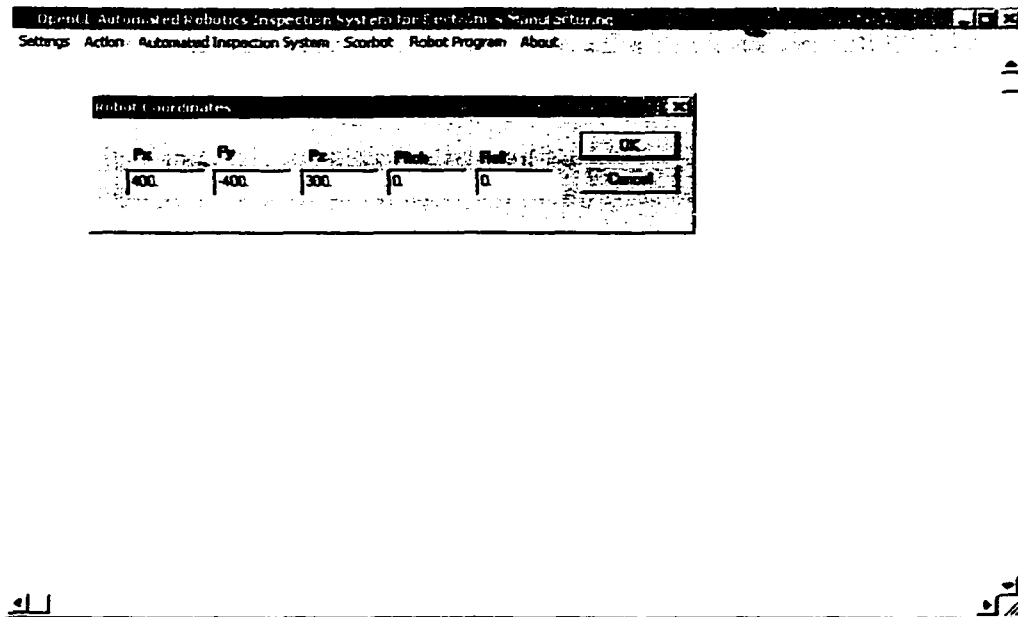 OpenGL Automated Robotics Inspection System for Electronics Manufacturing
Settings Action Automated Inspection System Scorbot Robot Program About
Robot Coordinates
Px Py Pz Pitch Roll OK
400. -400. 300. 0. 0. Cancel